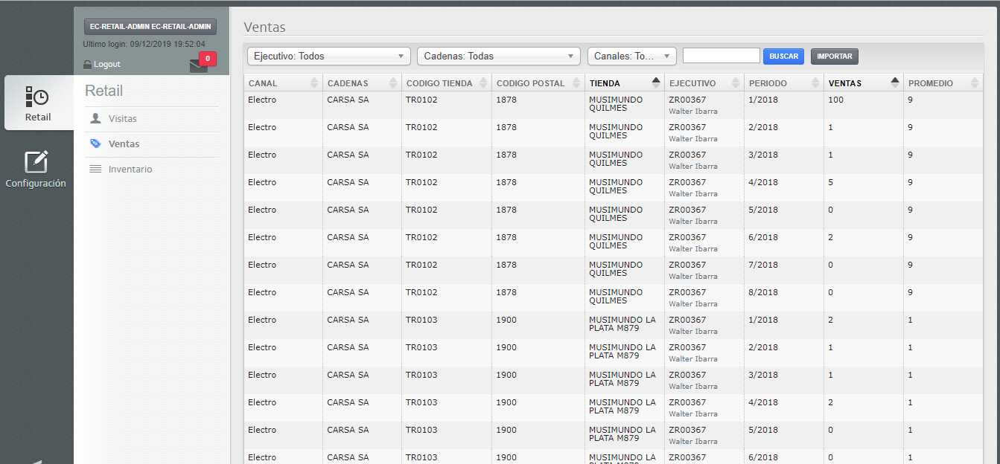 EC-RETAIL-ADMIN EC-RETAIL-ADMIN
Ultimo login: 09/12/2019 19:52:04
Logout
0
Retail
Configuración
Retail
Visitas
Ventas
Inventario
Ventas
Ejecutivo: Todos Cadenas: Todas Canales: To... BUSCAR IMPORTAR
CANAL CADENAS CODIGO TIENDA CODIGO POSTAL TIENDA EJECUTIVO PERIODO VENTAS PROMEDIO
Electro CARSA SA TR0102 1878 MUSIMUNDO ZR00367 1/2018 100 9
QUILMES Walter Ibarra
Electro CARSA SA TR0102 1878 MUSIMUNDO ZR00367 2/2018 1 9
QUILMES Walter Ibarra
Electro CARSA SA TR0102 1878 MUSIMUNDO ZR00367 3/2018 1 9
QUILMES Walter Ibarra
Electro CARSA SA TR0102 1878 MUSIMUNDO ZR00367 4/2018 5 9
QUILMES Walter Ibarra
Electro CARSA SA TR0102 1878 MUSIMUNDO ZR00367 5/2018 0 9
QUILMES Walter Ibarra
Electro CARSA SA TR0102 1878 MUSIMUNDO ZR00367 6/2018 2 9
QUILMES Walter Ibarra
Electro CARSA SA TR0102 1878 MUSIMUNDO ZR00367 7/2018 0 9
QUILMES Walter Ibarra
Electro CARSA SA TR0102 1878 MUSIMUNDO ZR00367 8/2018 0 9
QUILMES Walter Ibarra
Electro CARSA SA TR0103 1900 MUSIMUNDO LA ZR00367 1/2018 2 1
PLATA M879 Walter Ibarra
Electro CARSA SA TR0103 1900 MUSIMUNDO LA ZR00367 2/2018 1 1
PLATA M879 Walter Ibarra
Electro CARSA SA TR0103 1900 MUSIMUNDO LA ZR00367 3/2018 1 1
PLATA M879 Walter Ibarra
Electro CARSA SA TR0103 1900 MUSIMUNDO LA ZR00367 4/2018 2 1
PLATA M879 Walter Ibarra
Electro CARSA SA TR0103 1900 MUSIMUNDO LA ZR00367 5/2018 0 1
PLATA M879 Walter Ibarra
Electro CARSA SA TR0103 1900 MUSIMUNDO LA ZR00367 6/2018 0 1